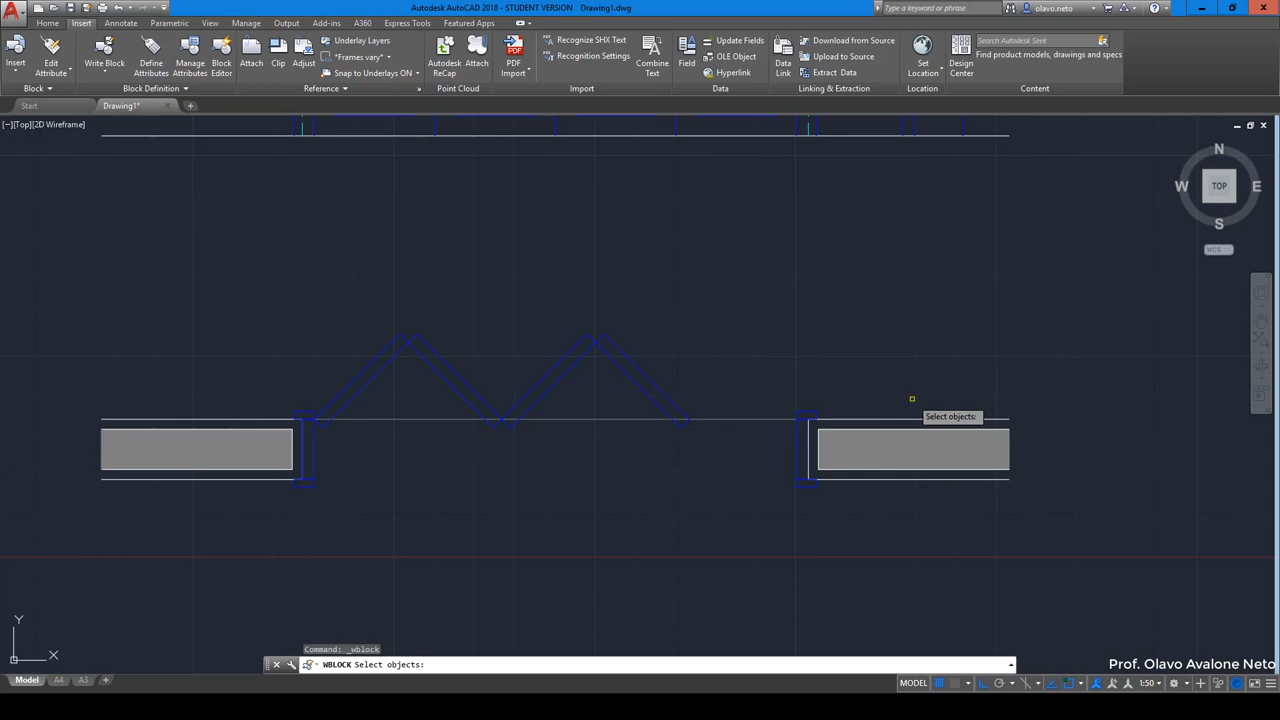 Autodesk AutoCAD 2018 - STUDENT VERSION Drawing1.dwg
Type a keyword or phrase
olavo.neto
Home Insert Annotate Parametric View Manage Output Add-ins A360 Express Tools Featured Apps
Insert
Edit Attribute
Write Block
Define Attributes
Manage Attributes
Block Editor
Attach
Clip
Adjust
Underlay Layers
*Frames vary*
Snap to Underlays ON
Autodesk ReCap
Attach
PDF Import
Recognize SHX Text
Recognition Settings
Combine Text
Field
Update Fields
OLE Object
Hyperlink
Data Link
Download from Source
Upload to Source
Extract Data
Set Location
Design Center
Search Autodesk Seek
Find product models, drawings and specs
Block
Block Definition
Reference
Point Cloud
Import
Data
Linking & Extraction
Location
Content
Start
Drawing1*
[−][Top][2D Wireframe]
N
W
TOP
E
S
WCS
Select objects:
Y
X
Command: _wblock
WBLOCK Select objects:
Prof. Olavo Avalone Neto
Model
A4
A3
MODEL
1:50